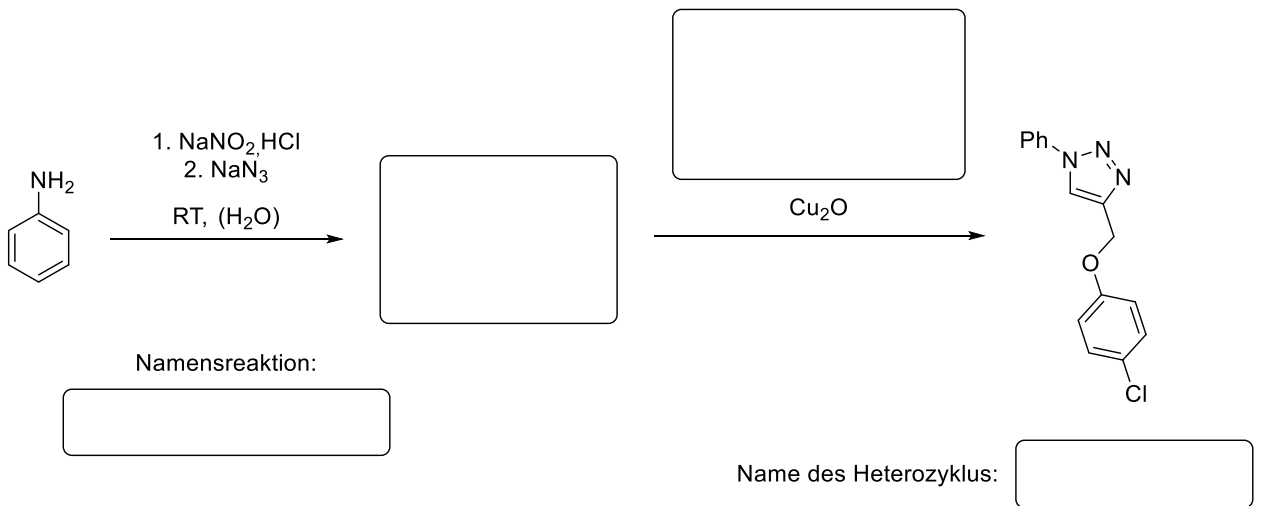 1. NaNO₂,HCl
2. NaN₃
RT, (H₂O)
NH₂
Cu₂O
Ph
N
N
N
O
Cl
Namensreaktion:
Name des Heterozyklus: